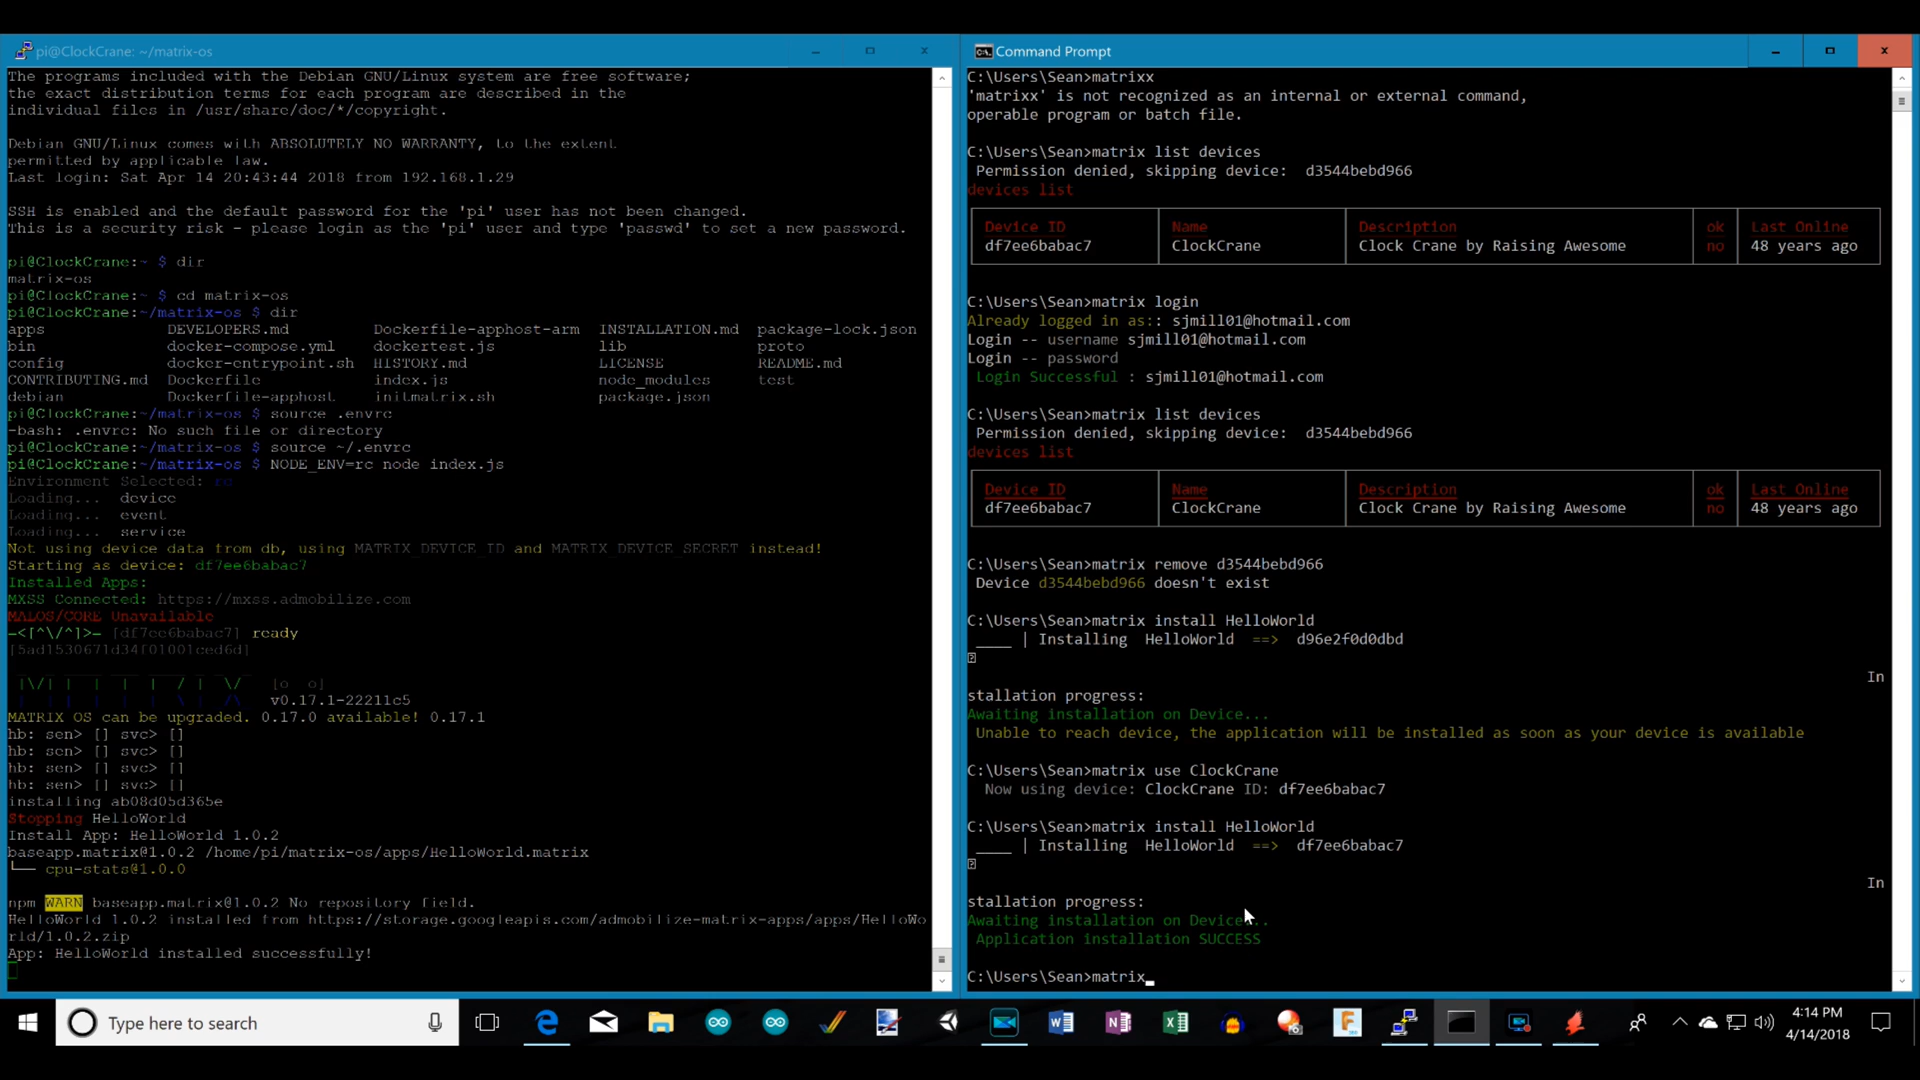 pi@ClockCrane: ~/matrix-os
The programs included with the Debian GNU/Linux system are free software;
the exact distribution terms for each program are described in the
individual files in /usr/share/doc/*/copyright.
Debian GNU/Linux comes with ABSOLUTELY NO WARRANTY, to the extent
permitted by applicable law.
Last login: Sat Apr 14 20:43:44 2018 from 192.168.1.29
SSH is enabled and the default password for the 'pi' user has not been changed.
This is a security risk - please login as the 'pi' user and type 'passwd' to set a new password.
pi@ClockCrane:~ $ dir
matrix-os
pi@ClockCrane:~ $ cd matrix-os
pi@ClockCrane:~/matrix-os $ dir
apps DEVELOPERS.md Dockerfile-apphost-arm INSTALLATION.md package-lock.json
bin docker-compose.yml dockertest.js lib proto
config docker-entrypoint.sh HISTORY.md LICENSE README.md
CONTRIBUTING.md Dockerfile index.js node_modules test
debian Dockerfile-apphost initmatrix.sh package.json
pi@ClockCrane:~/matrix-os $ source .envrc
-bash: .envrc: No such file or directory
pi@ClockCrane:~/matrix-os $ source ~/.envrc
pi@ClockCrane:~/matrix-os $ NODE_ENV=rc node index.js
Environment Selected: rc
Loading... device
Loading... event
Loading... service
Not using device data from db, using MATRIX_DEVICE_ID and MATRIX_DEVICE_SECRET instead!
Starting as device: df7ee6babac7
Installed Apps:
MXSS Connected: https://mxss.admobilize.com
MALOS/CORE Unavailable
-<[^\/^]>- [df7ee6babac7] ready
[5ad1530671d34f01001ced6d]
|\/| | | | | / | \/ [o o]
v0.17.1-22211c5
MATRIX OS can be upgraded. 0.17.0 available! 0.17.1
hb: sen> [] svc> []
hb: sen> [] svc> []
hb: sen> [] svc> []
hb: sen> [] svc> []
installing ab08d05d365e
Stopping HelloWorld
Install App: HelloWorld 1.0.2
baseapp.matrix@1.0.2 /home/pi/matrix-os/apps/HelloWorld.matrix
└── cpu-stats@1.0.0
npm WARN baseapp.matrix@1.0.2 No repository field.
HelloWorld 1.0.2 installed from https://storage.googleapis.com/admobilize-matrix-apps/apps/HelloWo
rld/1.0.2.zip
App: HelloWorld installed successfully!
Command Prompt
C:\Users\Sean>matrixx
'matrixx' is not recognized as an internal or external command,
operable program or batch file.
C:\Users\Sean>matrix list devices
Permission denied, skipping device: d3544bebd966
devices list
Device ID Name Description ok Last Online
df7ee6babac7 ClockCrane Clock Crane by Raising Awesome no 48 years ago
C:\Users\Sean>matrix login
Already logged in as:: sjmill01@hotmail.com
Login -- username sjmill01@hotmail.com
Login -- password
Login Successful : sjmill01@hotmail.com
C:\Users\Sean>matrix list devices
Permission denied, skipping device: d3544bebd966
devices list
Device ID Name Description ok Last Online
df7ee6babac7 ClockCrane Clock Crane by Raising Awesome no 48 years ago
C:\Users\Sean>matrix remove d3544bebd966
Device d3544bebd966 doesn't exist
C:\Users\Sean>matrix install HelloWorld
____ | Installing HelloWorld ==> d96e2f0d0dbd
In
stallation progress:
Awaiting installation on Device...
Unable to reach device, the application will be installed as soon as your device is available
C:\Users\Sean>matrix use ClockCrane
Now using device: ClockCrane ID: df7ee6babac7
C:\Users\Sean>matrix install HelloWorld
____ | Installing HelloWorld ==> df7ee6babac7
In
stallation progress:
Awaiting installation on Device...
Application installation SUCCESS
C:\Users\Sean>matrix
Type here to search
4:14 PM
4/14/2018